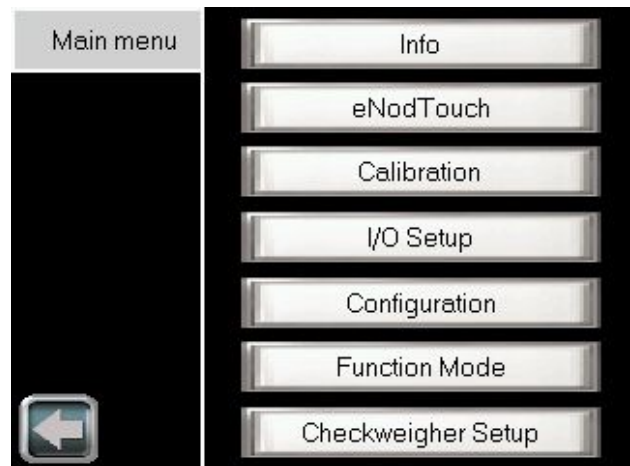 Main menu
Info
eNodTouch
Calibration
I/O Setup
Configuration
Function Mode
Checkweigher Setup